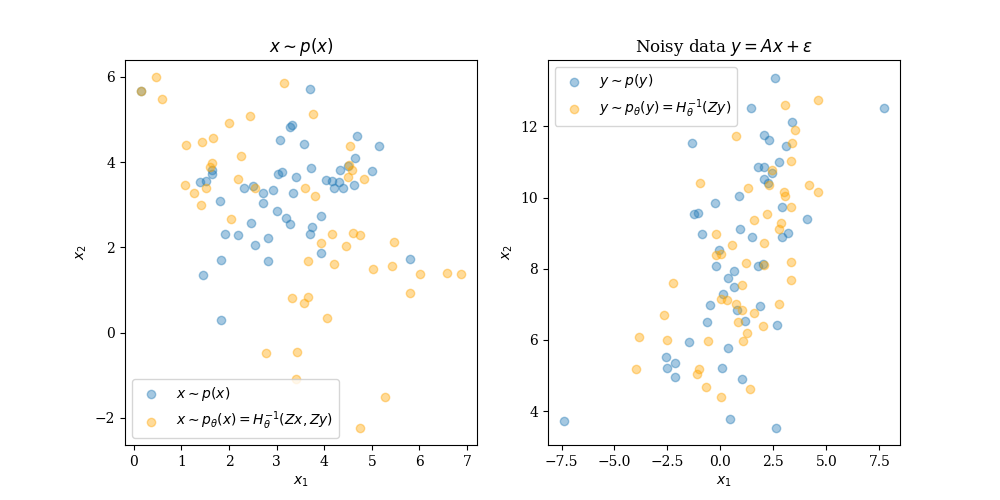 x ~ p(x)
x₂
6
4
2
0
−2
x ~ p(x)
x ~ pθ(x) = Hθ⁻¹(Zx, Zy)
0 1 2 3 4 5 6 7
x₁
Noisy data y = Ax + ε
x₂
12
10
8
6
4
y ~ p(y)
y ~ pθ(y) = Hθ⁻¹(Zy)
−7.5 −5.0 −2.5 0.0 2.5 5.0 7.5
x₁